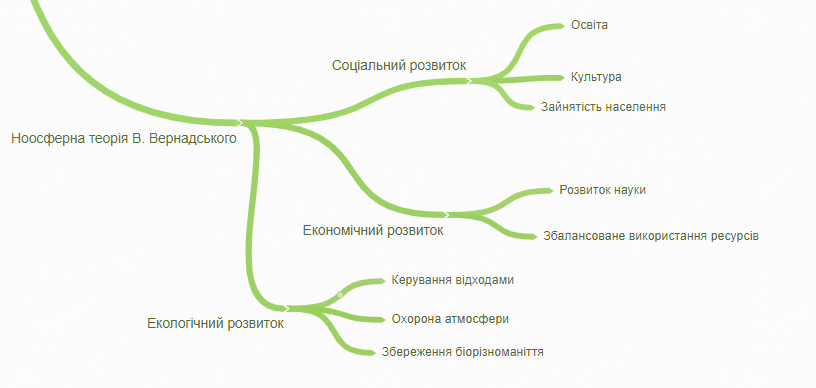 Освіта
Соціальний розвиток
Культура
Зайнятість населення
Ноосферна теорія В. Вернадського
Розвиток науки
Економічний розвиток
Збалансоване використання ресурсів
Керування відходами
Екологічний розвиток
Охорона атмосфери
Збереження біорізноманіття